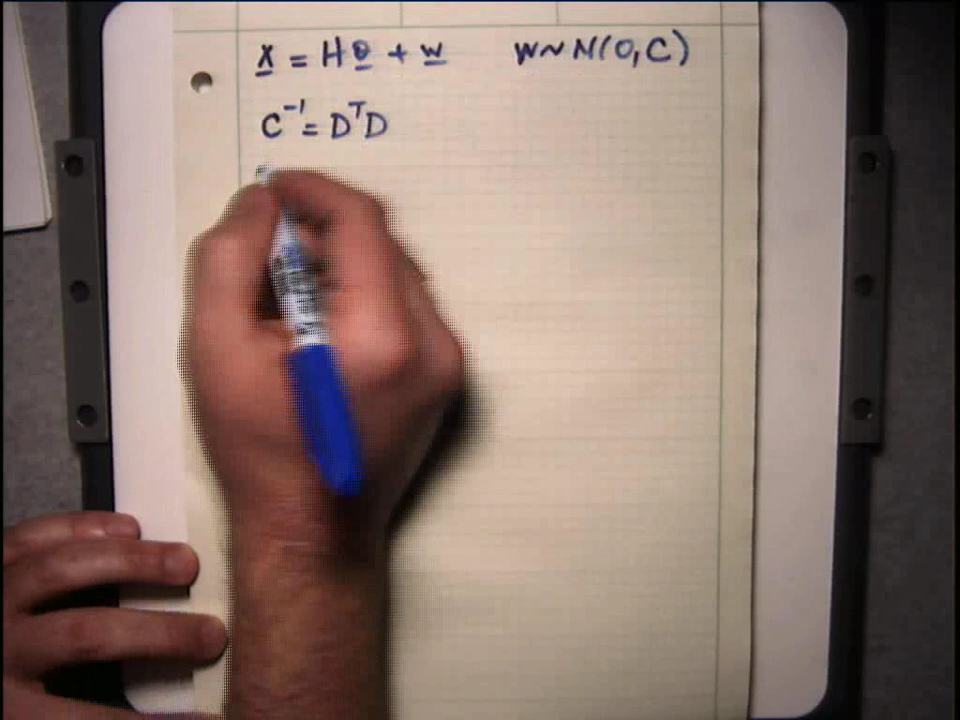 x = Hθ + w    w ~ N(0, C)
C⁻¹ = DᵀD